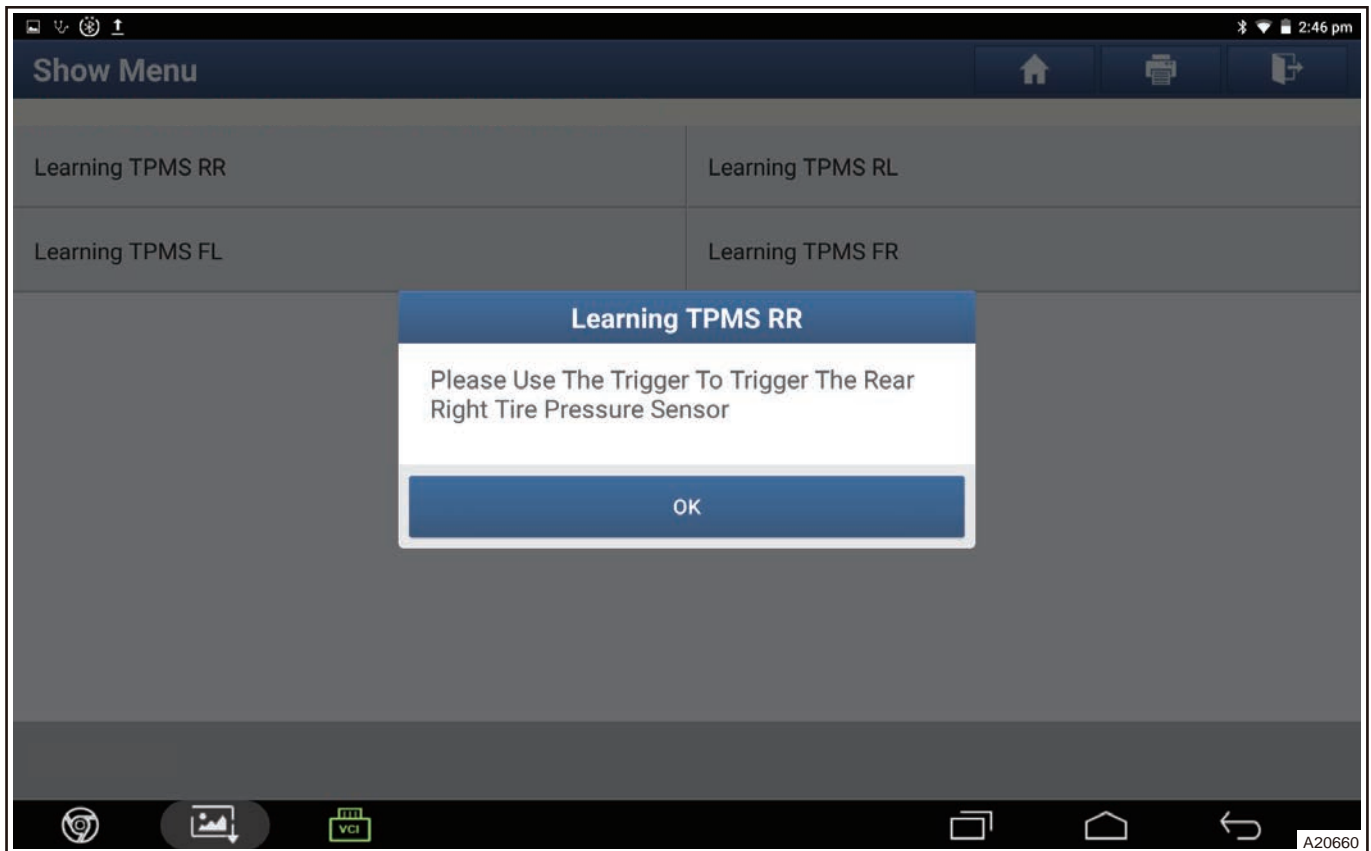 2:46 pm
Show Menu
Learning TPMS RR
Learning TPMS RL
Learning TPMS FL
Learning TPMS FR
Learning TPMS RR
Please Use The Trigger To Trigger The Rear
Right Tire Pressure Sensor
OK
VCI
A20660